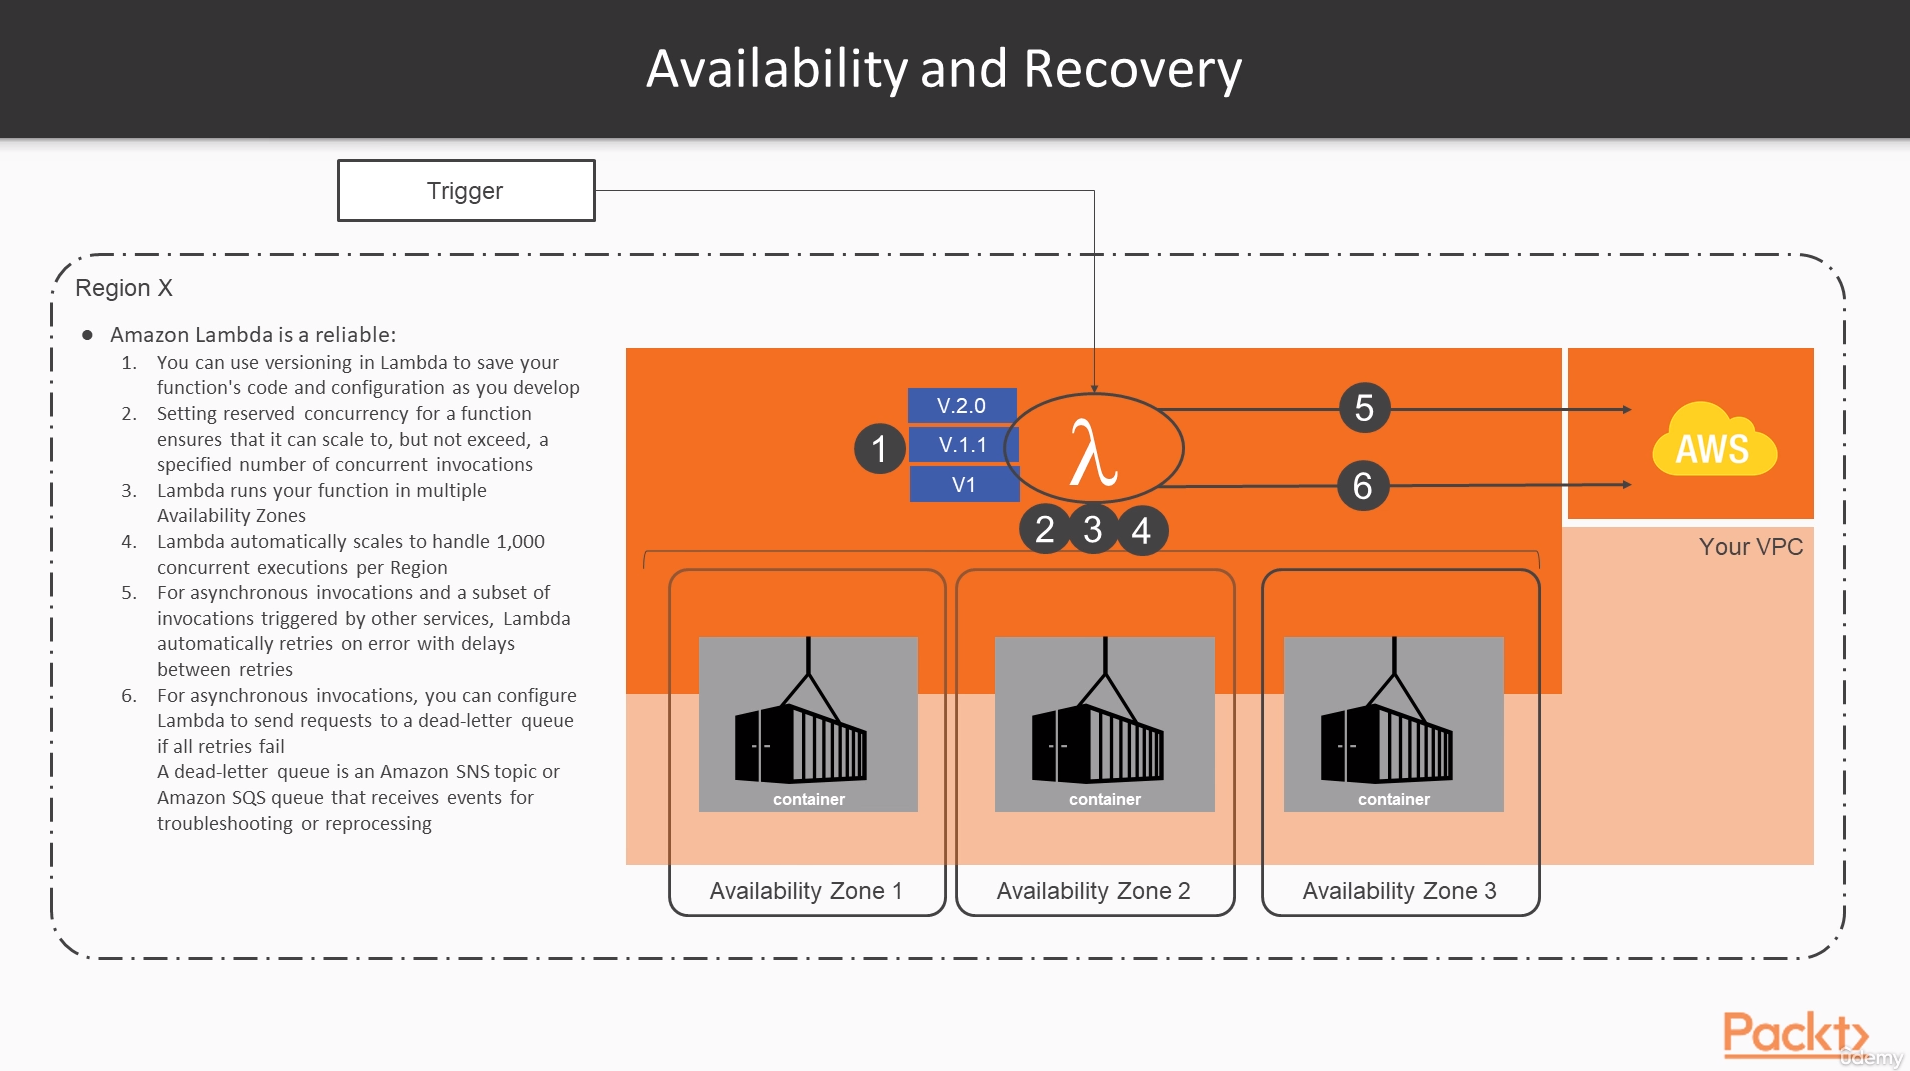 Availability and Recovery
Trigger
Region X
● Amazon Lambda is a reliable:
1. You can use versioning in Lambda to save your
function's code and configuration as you develop
2. Setting reserved concurrency for a function
ensures that it can scale to, but not exceed, a
specified number of concurrent invocations
3. Lambda runs your function in multiple
Availability Zones
4. Lambda automatically scales to handle 1,000
concurrent executions per Region
5. For asynchronous invocations and a subset of
invocations triggered by other services, Lambda
automatically retries on error with delays
between retries
6. For asynchronous invocations, you can configure
Lambda to send requests to a dead-letter queue
if all retries fail
A dead-letter queue is an Amazon SNS topic or
Amazon SQS queue that receives events for
troubleshooting or reprocessing
V.2.0
1 V.1.1
V1
λ
5
6
AWS
2 3 4
Your VPC
container
container
container
Availability Zone 1
Availability Zone 2
Availability Zone 3
Packt
ûdemy